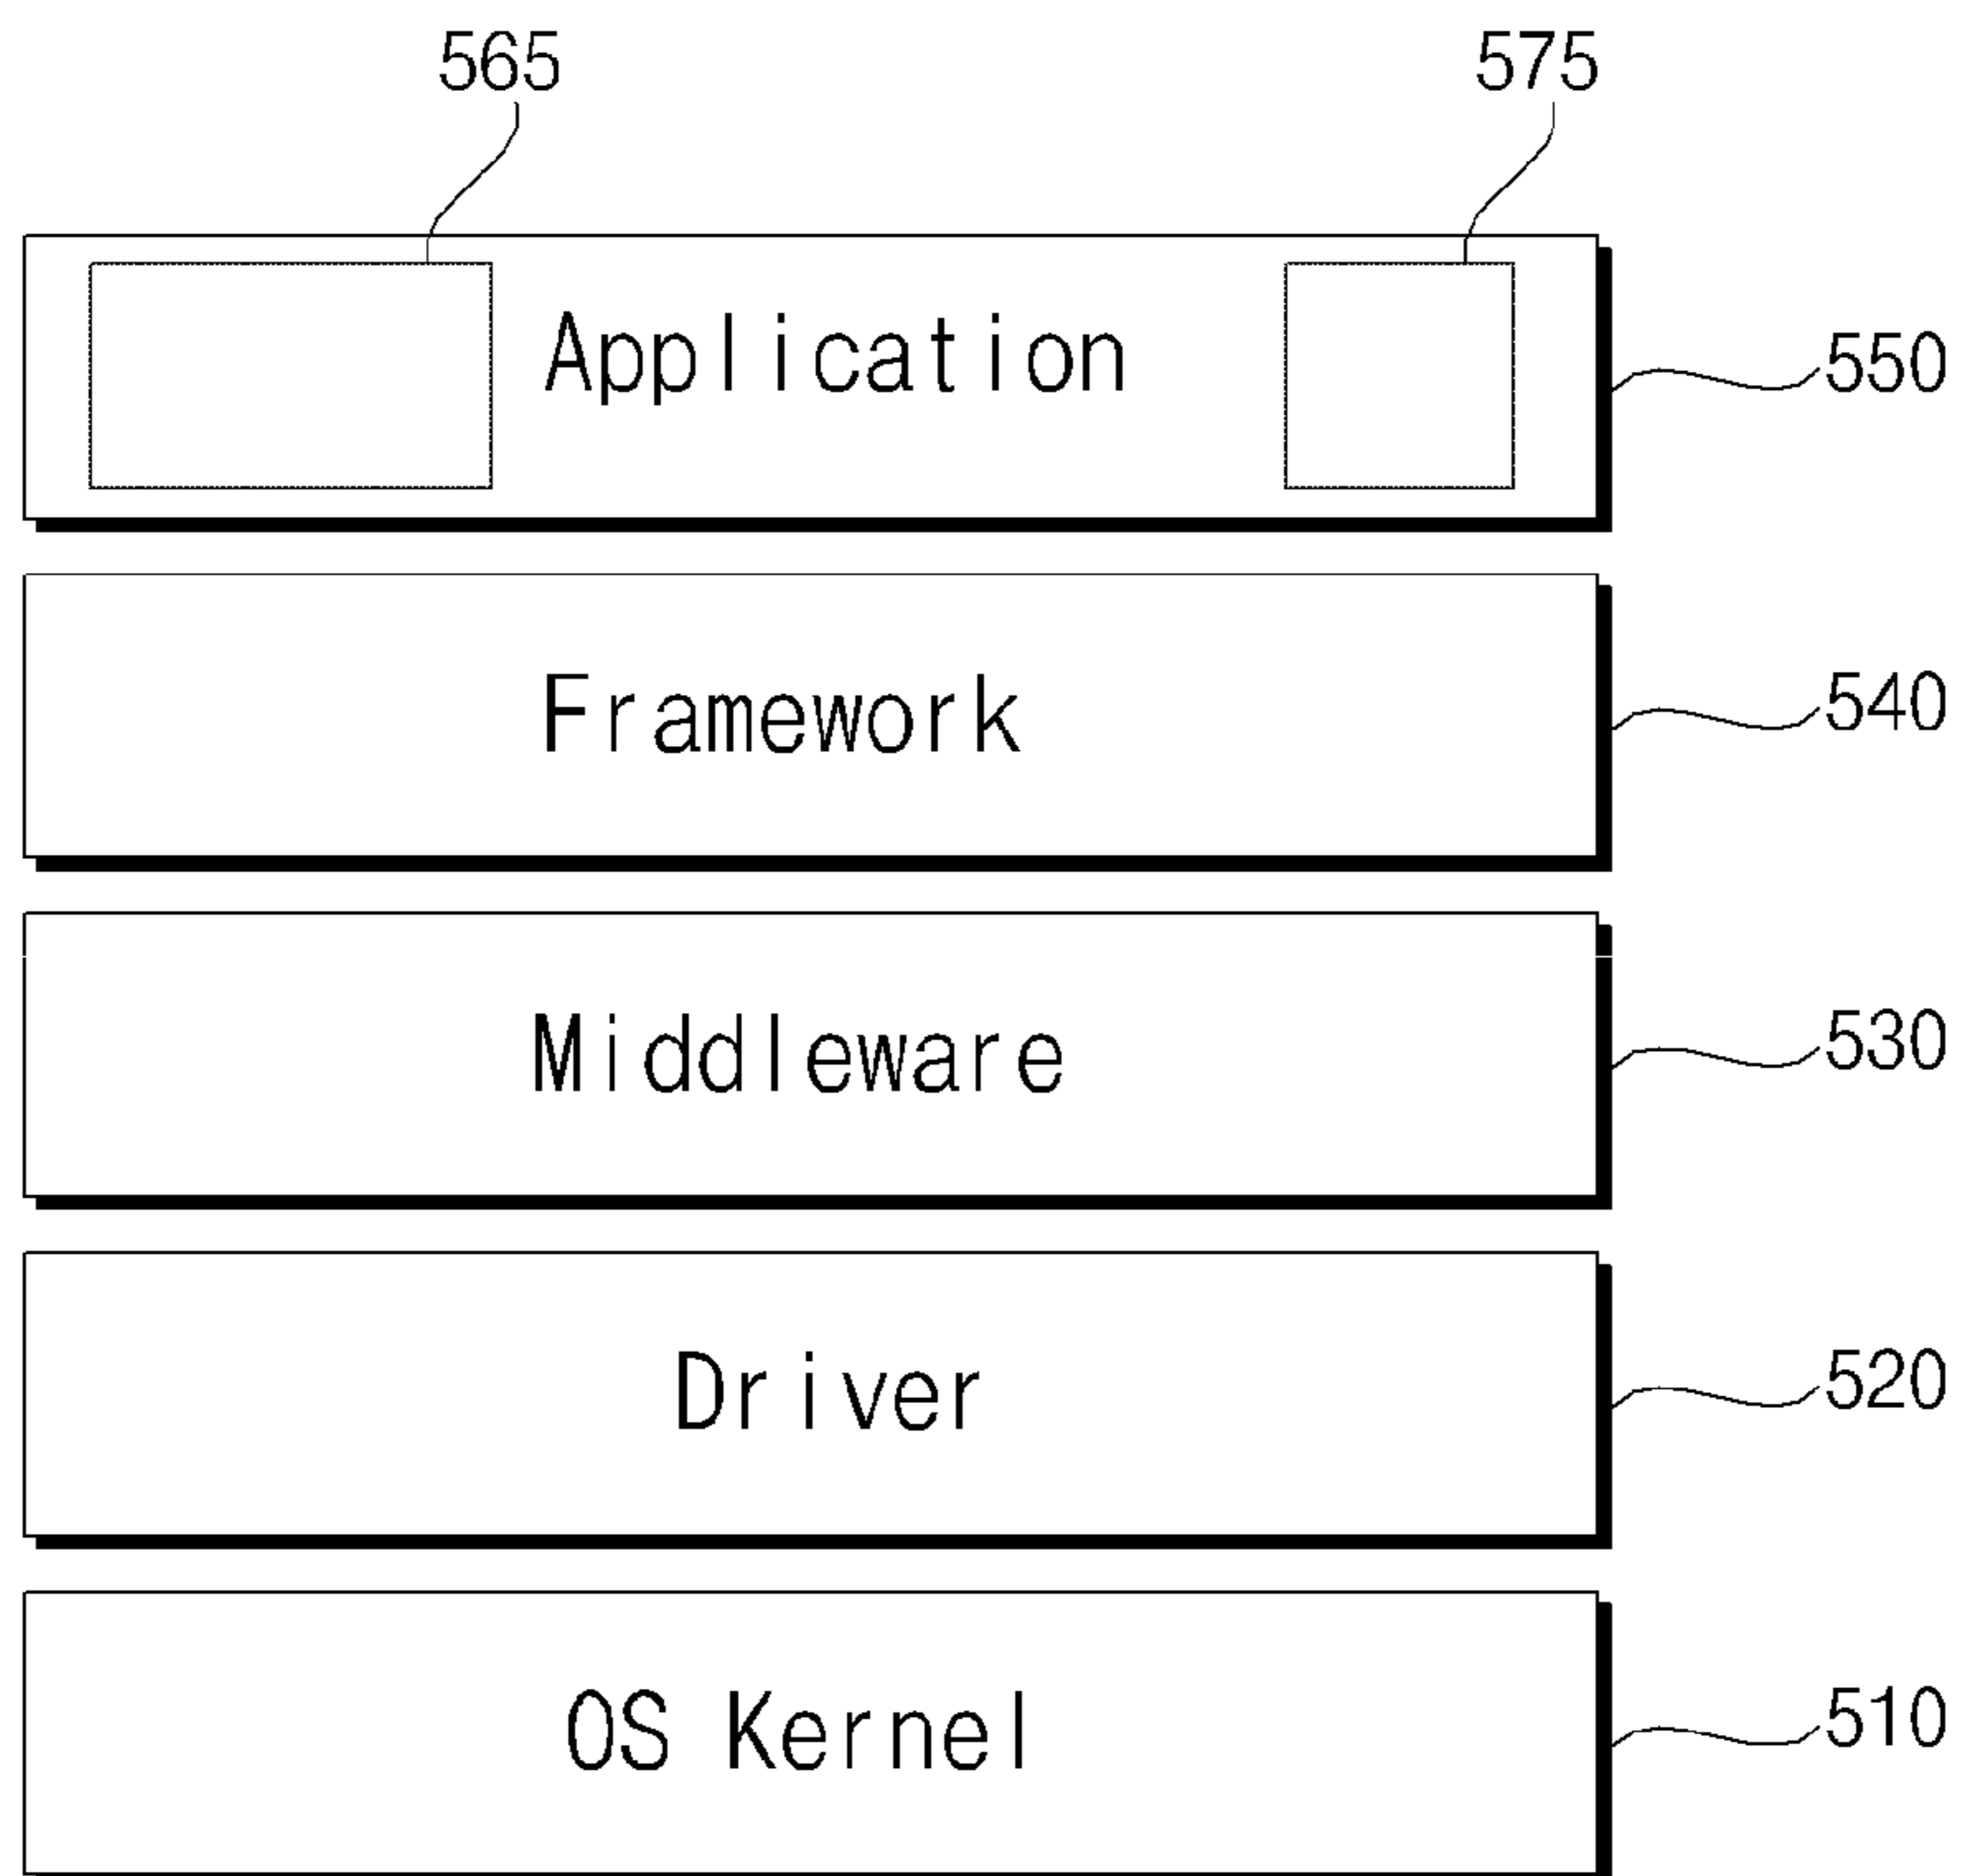 565 575
Application 550
Framework 540
Middleware 530
Driver 520
OS Kernel 510